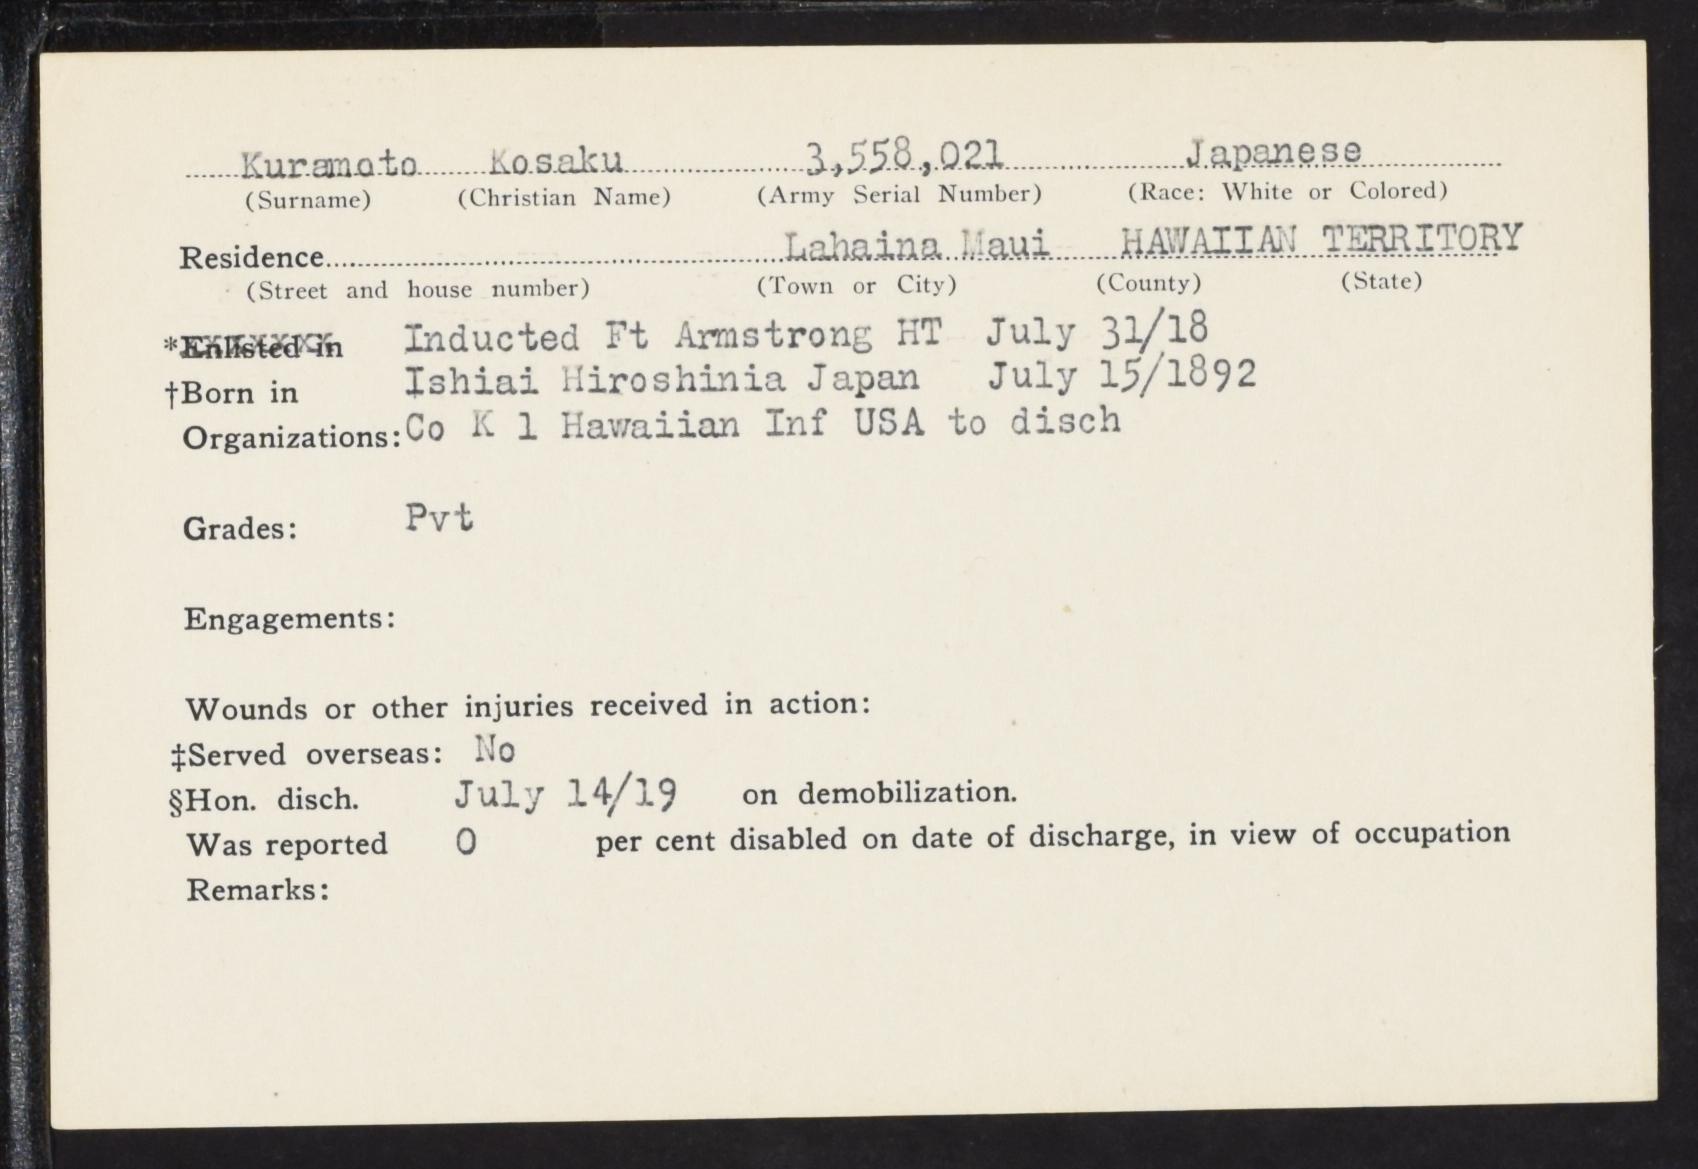 Kuramoto Kosaku 3,558,021 Japanese
(Surname) (Christian Name) (Army Serial Number) (Race: White or Colored)
Residence Lahaina Maui HAWAIIAN TERRITORY
(Street and house number) (Town or City) (County) (State)
*Enlisted in Inducted Ft Armstrong HT July 31/18
†Born in Ishiai Hiroshinia Japan July 15/1892
Organizations: Co K 1 Hawaiian Inf USA to disch
Grades: Pvt
Engagements:
Wounds or other injuries received in action:
‡Served overseas: No
§Hon. disch. July 14/19 on demobilization.
Was reported 0 per cent disabled on date of discharge, in view of occupation
Remarks: